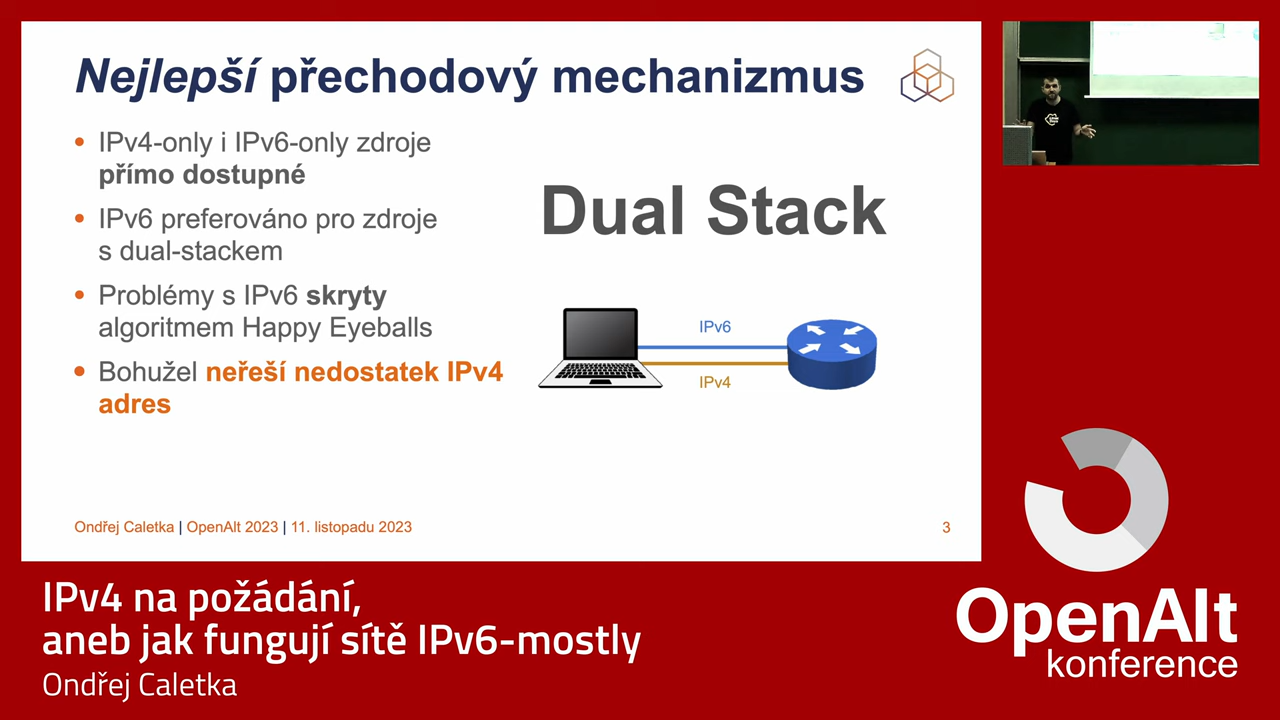 Nejlepší přechodový mechanizmus
• IPv4-only i IPv6-only zdroje
přímo dostupné
• IPv6 preferováno pro zdroje
s dual-stackem
• Problémy s IPv6 skryty
algoritmem Happy Eyeballs
• Bohužel neřeší nedostatek IPv4
adres
Dual Stack
IPv6
IPv4
Ondřej Caletka | OpenAlt 2023 | 11. listopadu 2023
3
IPv4 na požádání,
aneb jak fungují sítě IPv6-mostly
Ondřej Caletka
OpenAlt
konference